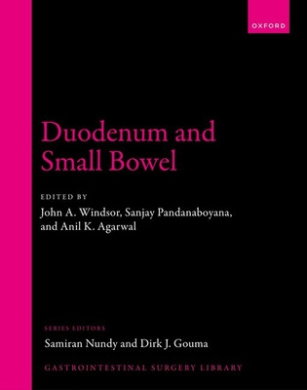 OXFORD
Duodenum and
Small Bowel
EDITED BY
John A. Windsor, Sanjay Pandanaboyana,
and Anil K. Agarwal
SERIES EDITORS
Samiran Nundy and Dirk J. Gouma
GASTROINTESTINAL SURGERY LIBRARY